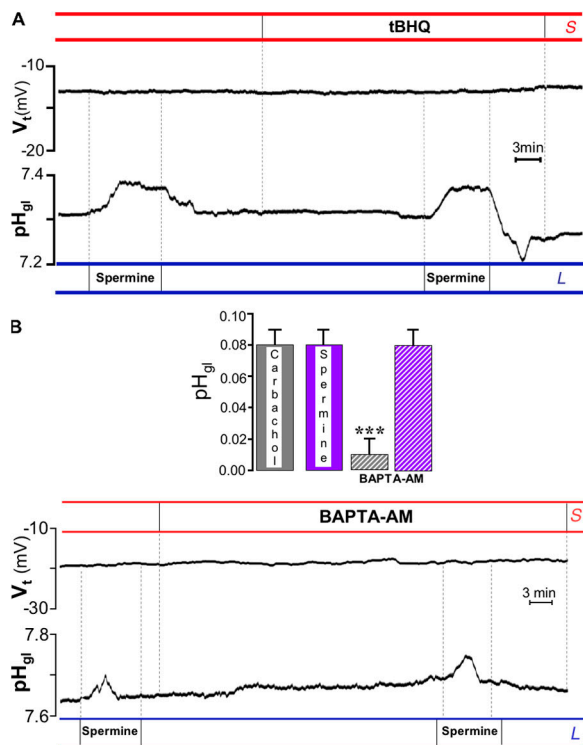 A
tBHQ
S
-10
Vt(mV)
-20
3min
7.4
pHgl
7.2
Spermine
Spermine
L
B
0.10
0.08
0.06
0.04
0.02
0.00
pHgl
Carbachol
Spermine
***
BAPTA-AM
BAPTA-AM
S
-10
Vt (mV)
-30
3 min
7.8
pHgl
7.6
Spermine
Spermine
L